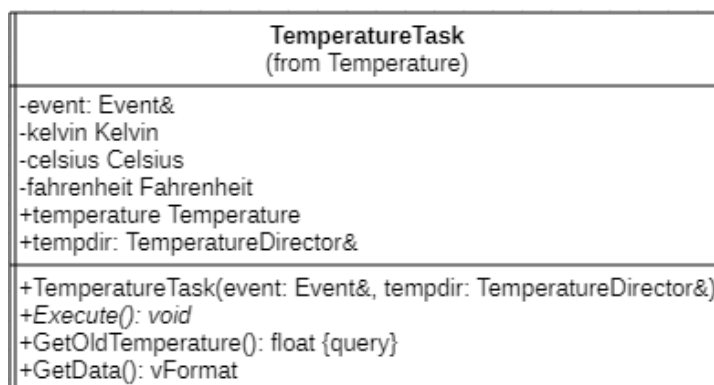 TemperatureTask
(from Temperature)
-event: Event&
-kelvin Kelvin
-celsius Celsius
-fahrenheit Fahrenheit
+temperature Temperature
+tempdir: TemperatureDirector&
+TemperatureTask(event: Event&, tempdir: TemperatureDirector&)
+Execute(): void
+GetOldTemperature(): float {query}
+GetData(): vFormat